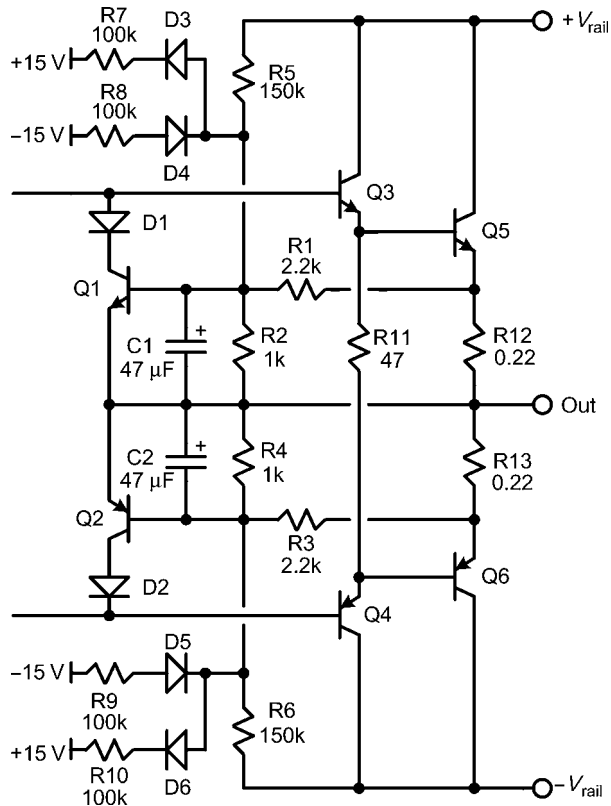 R7
100k
D3
+15 V
R8
100k
−15 V
D4
R5
150k
+Vrail
Q3
D1
Q5
R1
2.2k
Q1
C1
47 μF
+
R2
1k
R11
47
R12
0.22
Out
C2
47 μF
+
R4
1k
R13
0.22
Q2
R3
2.2k
D2
Q6
Q4
−15 V
D5
R9
100k
R6
150k
+15 V
R10
100k
D6
−Vrail